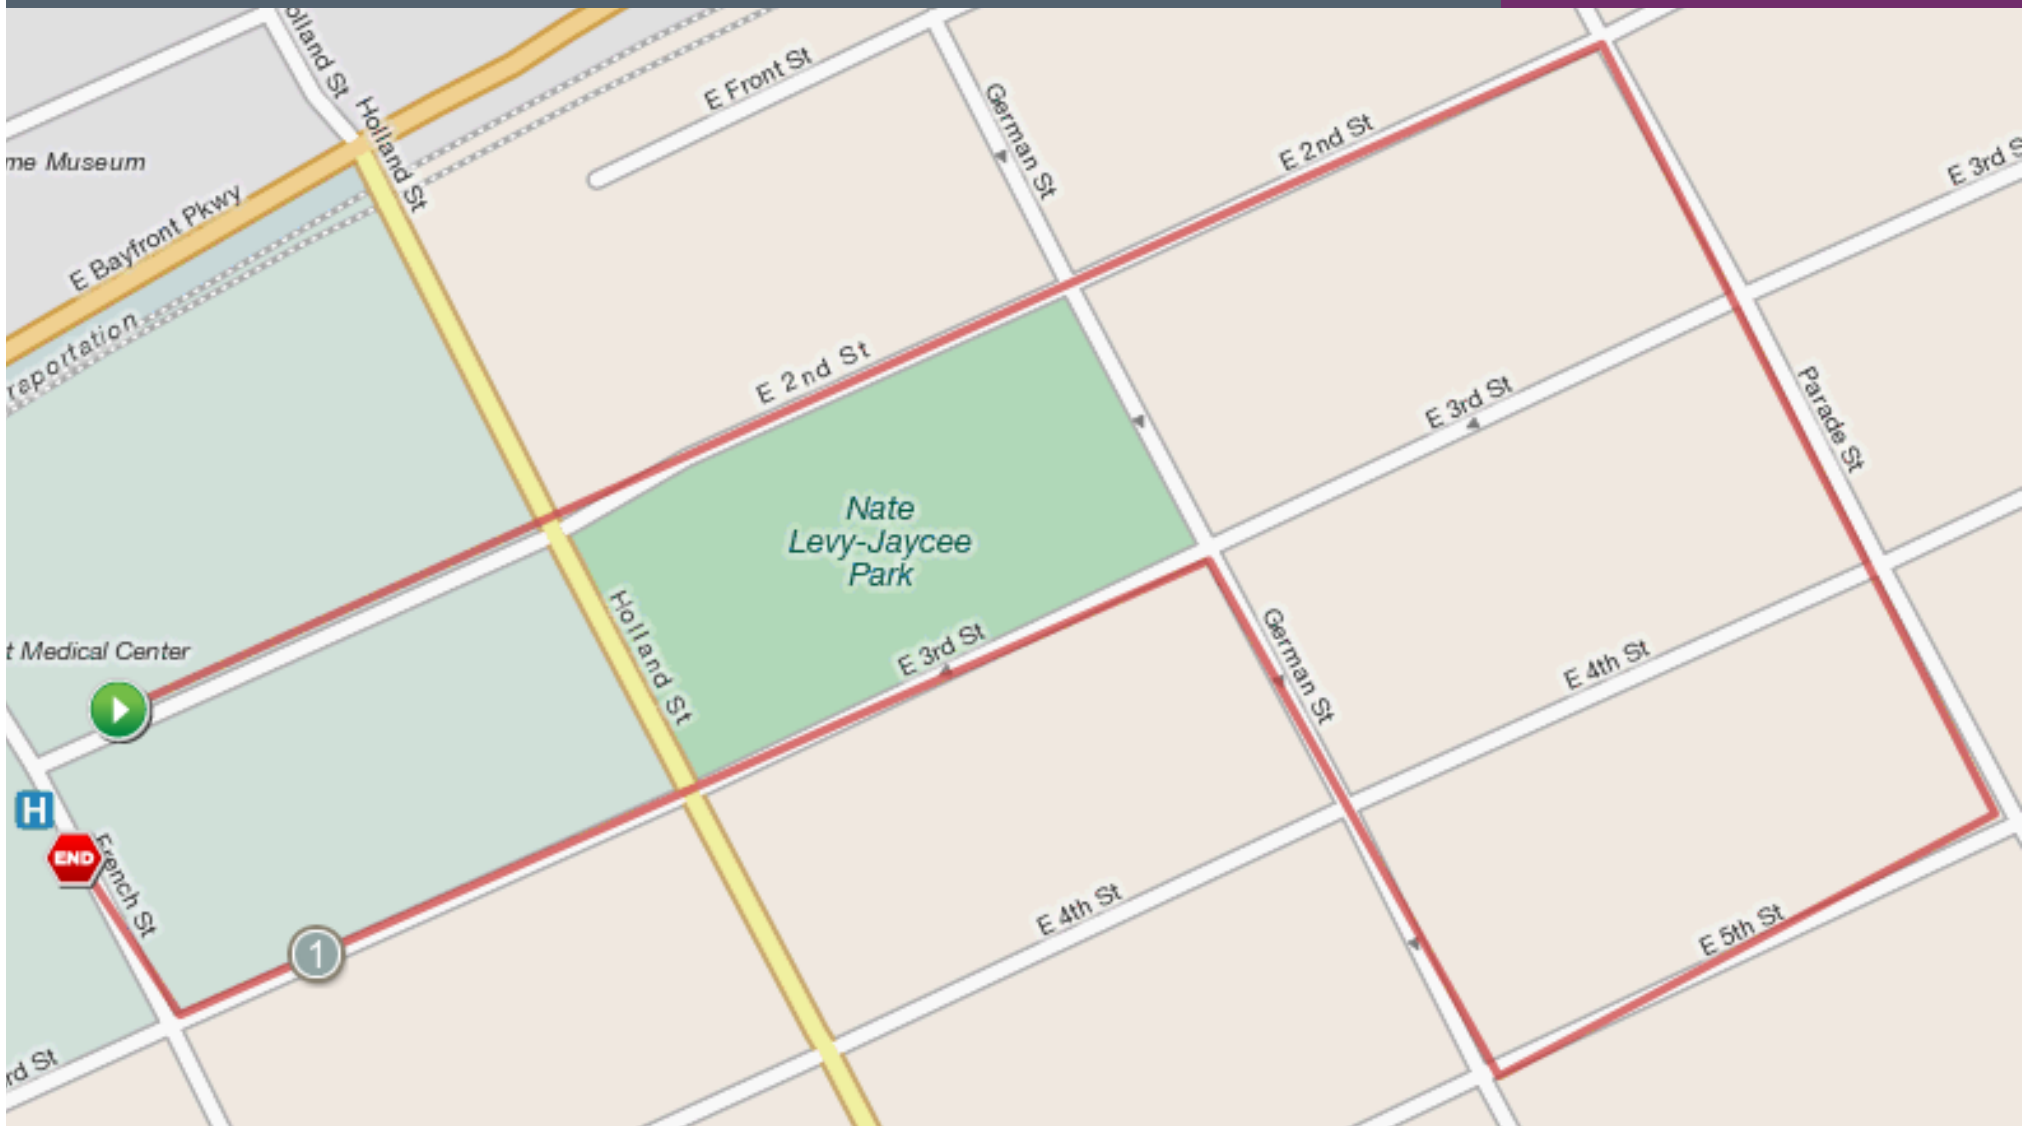 olland St
Holland St
E Front St
German St
E 2nd St
me Museum
E 3rd S
E Bayfront Pkwy
raportation
E 2nd St
Parade St
E 3rd St
Nate
Levy-Jaycee
Park
Holland St
German St
E 3rd St
t Medical Center
E 4th St
H
END
French St
E 4th St
E 5th St
1
rd St